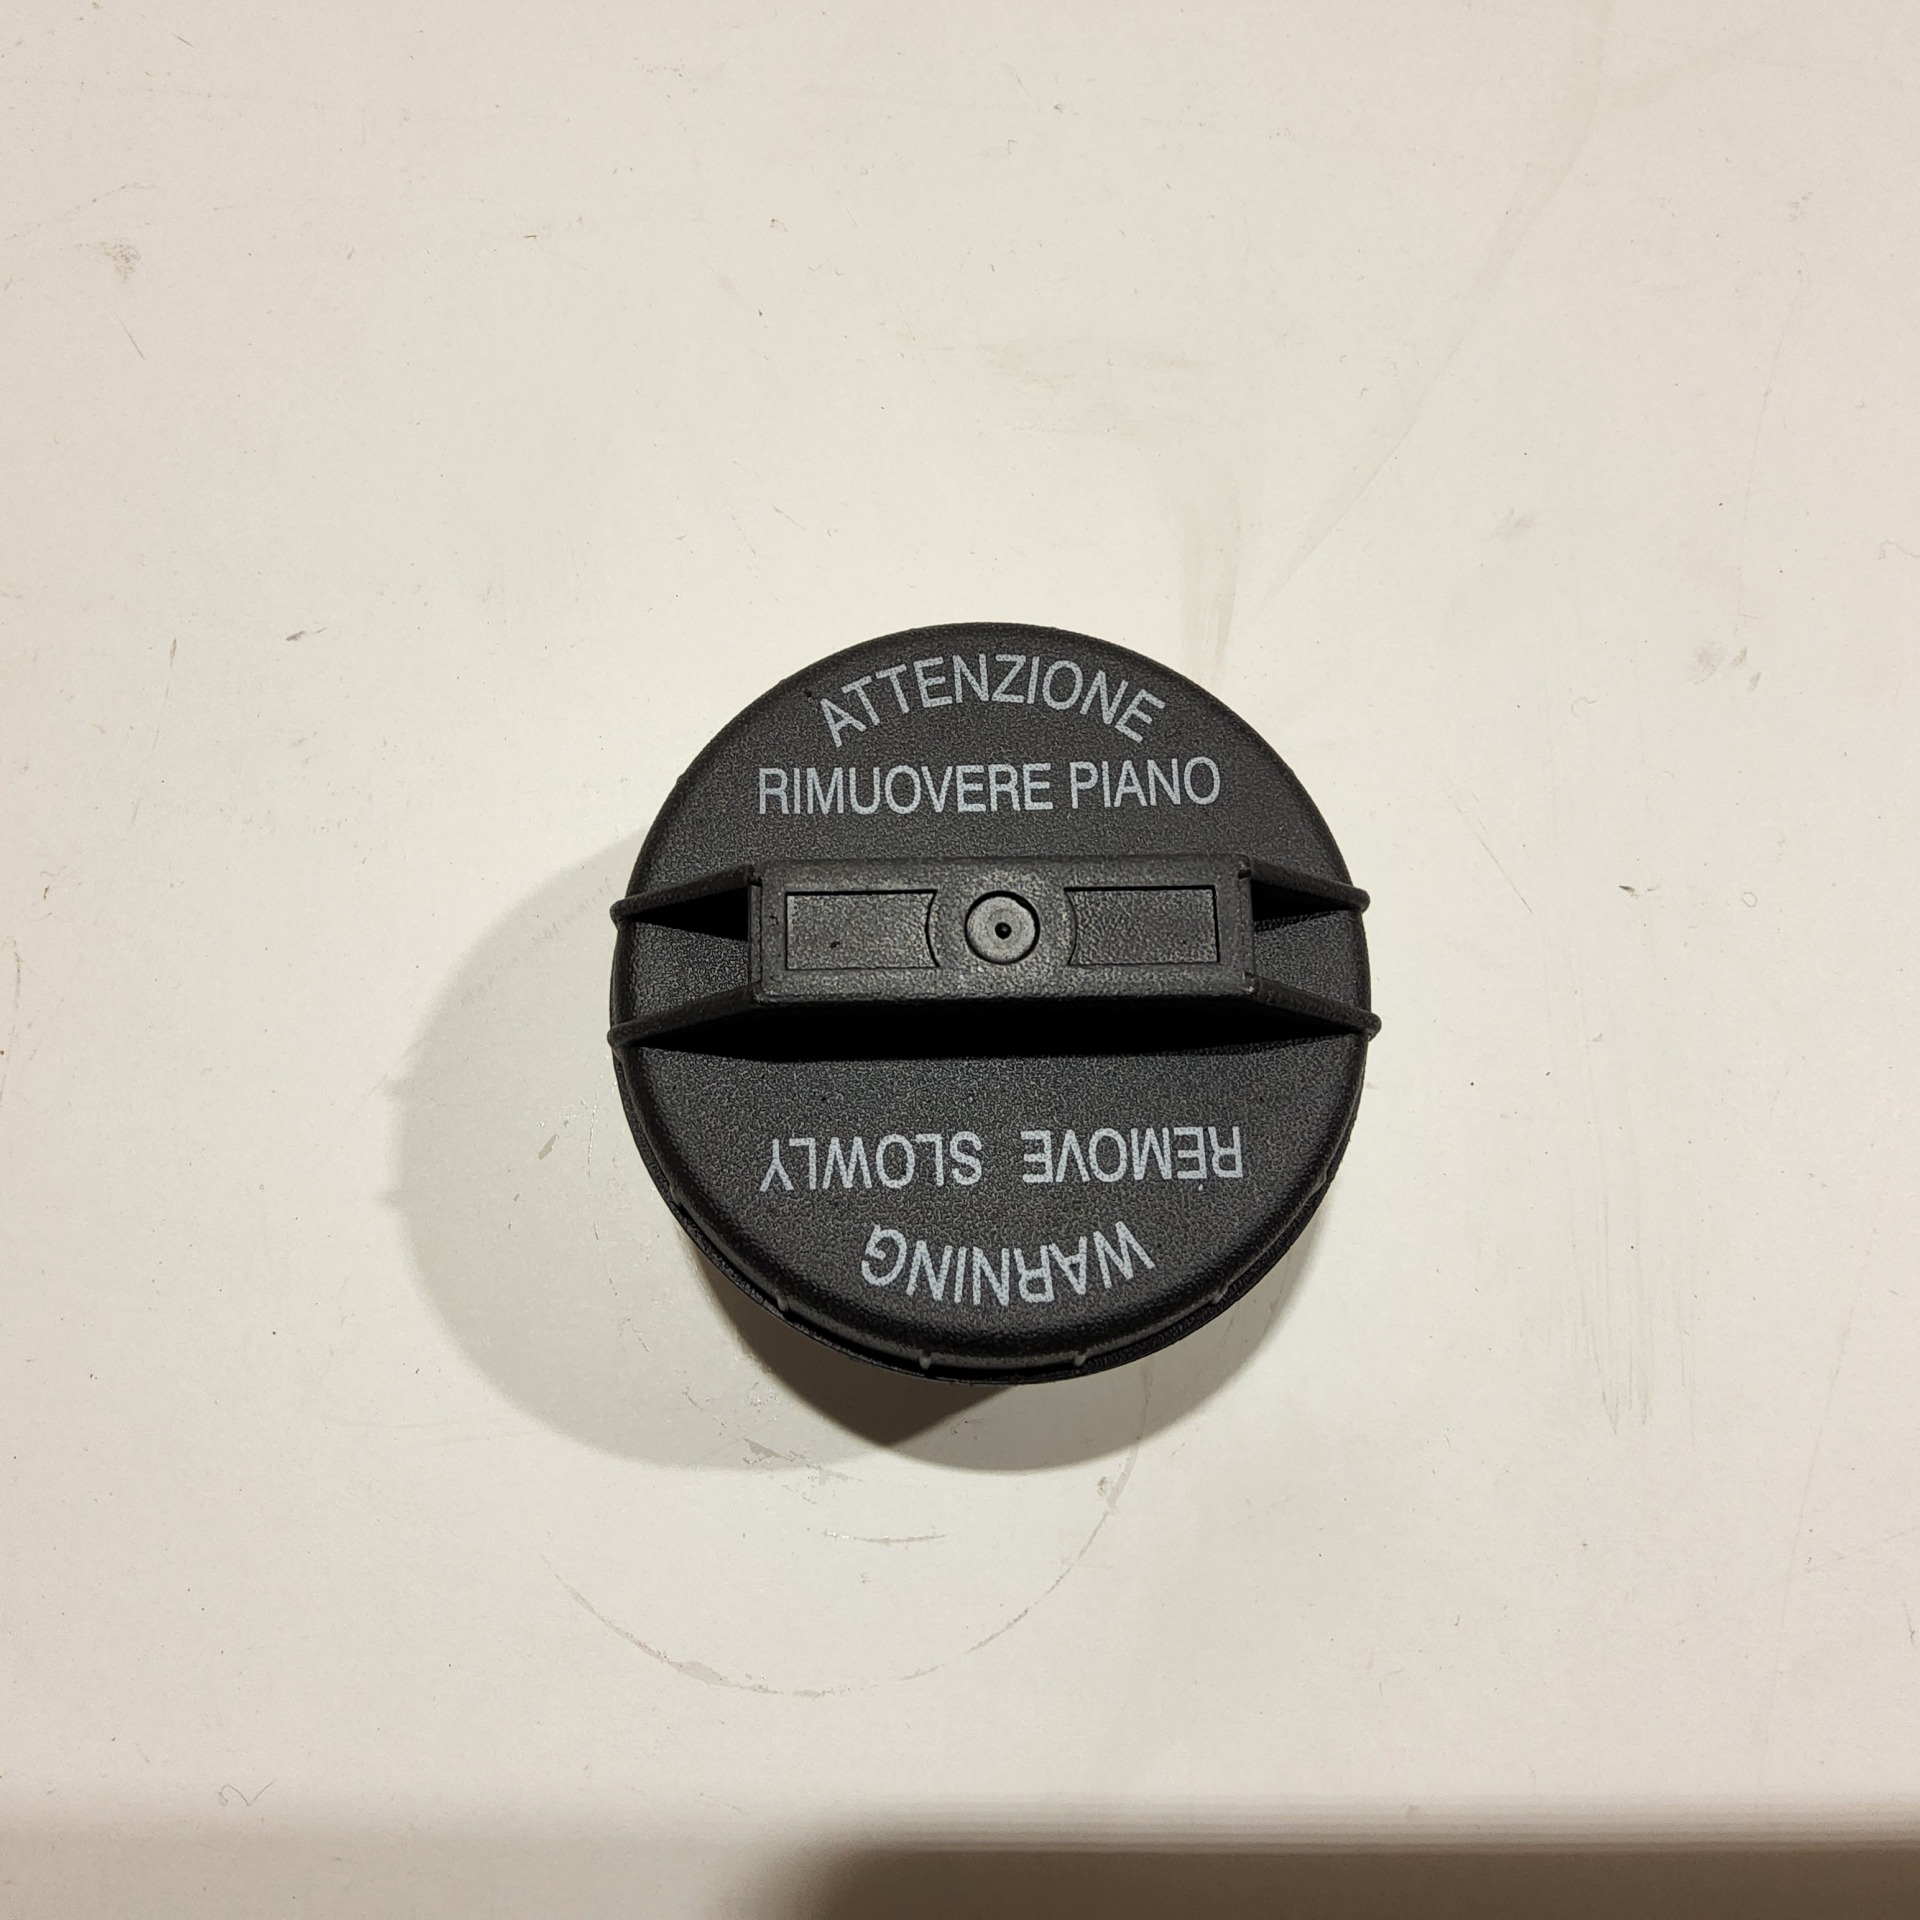 ATTENZIONE
RIMUOVERE PIANO
WARNING
REMOVE SLOWLY